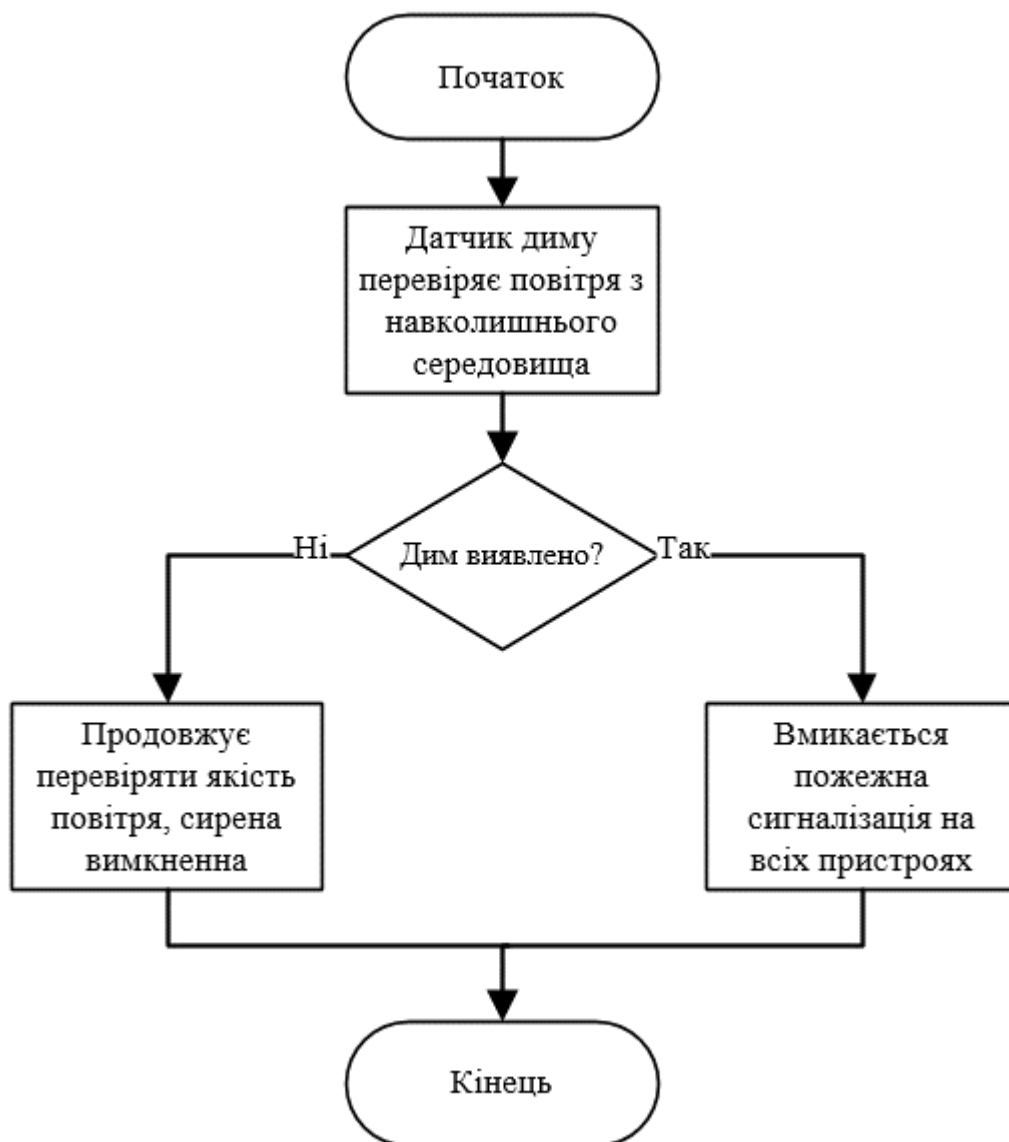 Початок
Датчик диму
перевіряє повітря з
навколишнього
середовища
Дим виявлено?
Ні
Так
Продовжує
перевіряти якість
повітря, сирена
вимкненна
Вмикається
пожежна
сигналізація на
всіх пристроях
Кінець